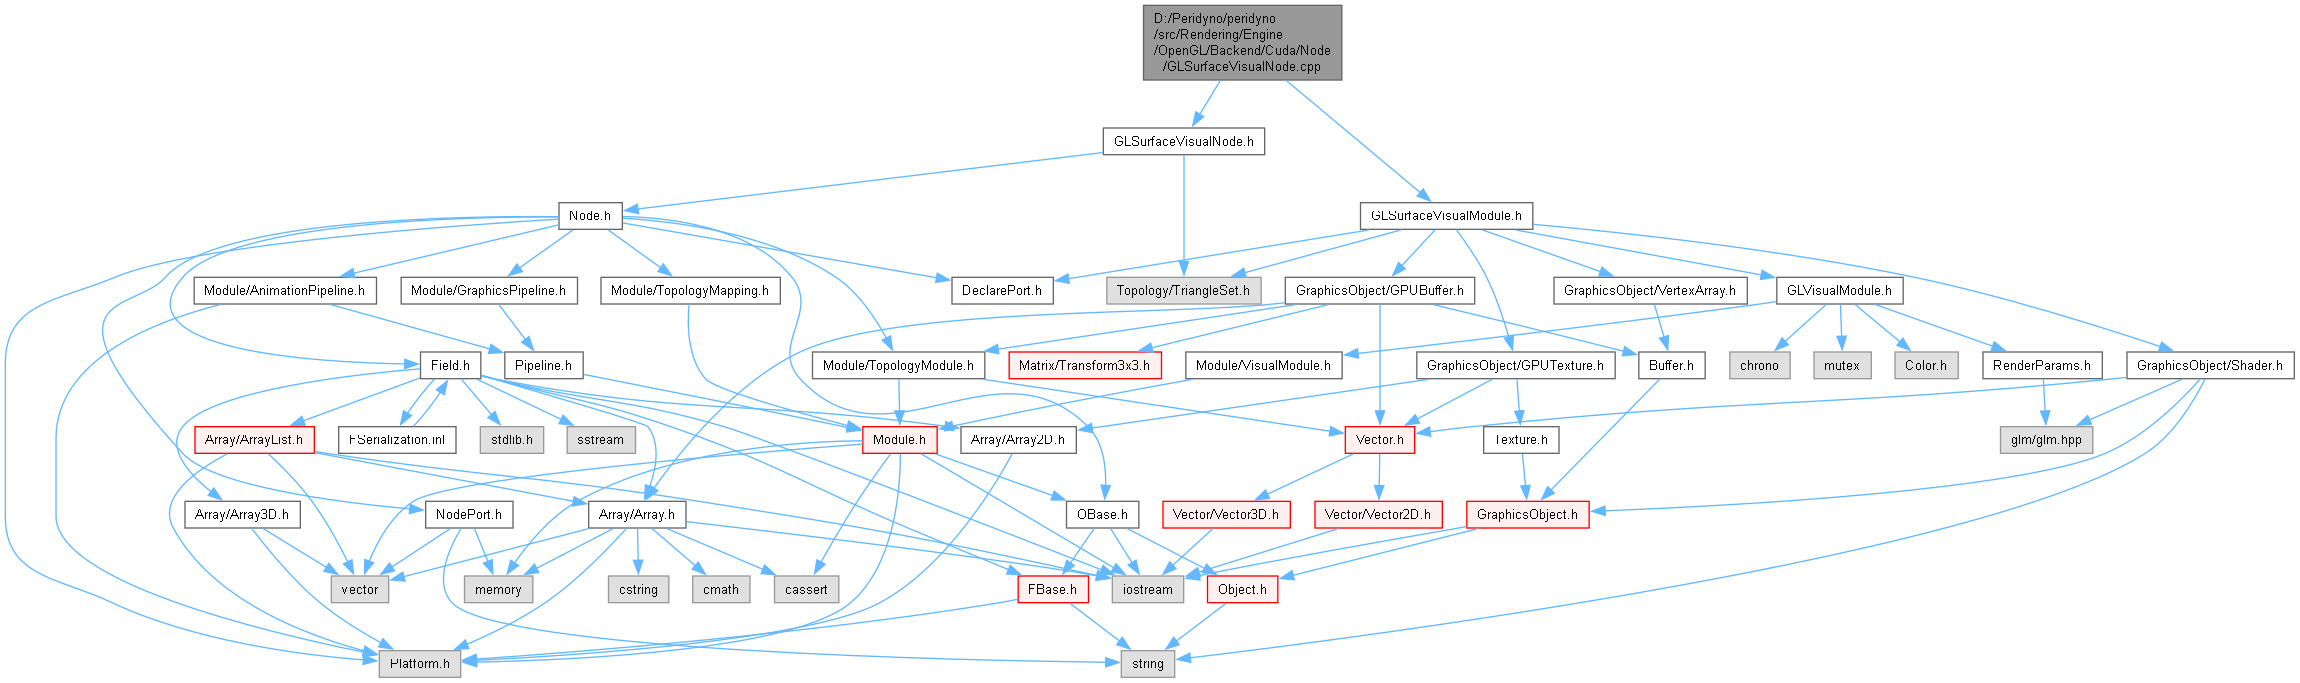 D:/Peridyno/peridyno
/src/Rendering/Engine
/OpenGL/Backend/Cuda/Node
/GLSurfaceVisualNode.cpp
GLSurfaceVisualNode.h
Node.h
GLSurfaceVisualModule.h
Module/AnimationPipeline.h
Module/GraphicsPipeline.h
Module/TopologyMapping.h
DeclarePort.h
Topology/TriangleSet.h
GraphicsObject/GPUBuffer.h
GraphicsObject/VertexArray.h
GLVisualModule.h
Field.h
Pipeline.h
Module/TopologyModule.h
Matrix/Transform3x3.h
Module/VisualModule.h
GraphicsObject/GPUTexture.h
Buffer.h
chrono
mutex
Color.h
RenderParams.h
GraphicsObject/Shader.h
Array/ArrayList.h
FSerialization.inl
stdlib.h
sstream
Module.h
Array/Array2D.h
Vector.h
Texture.h
glm/glm.hpp
Array/Array3D.h
NodePort.h
Array/Array.h
OBase.h
Vector/Vector3D.h
Vector/Vector2D.h
GraphicsObject.h
vector
memory
cstring
cmath
cassert
FBase.h
iostream
Object.h
Platform.h
string